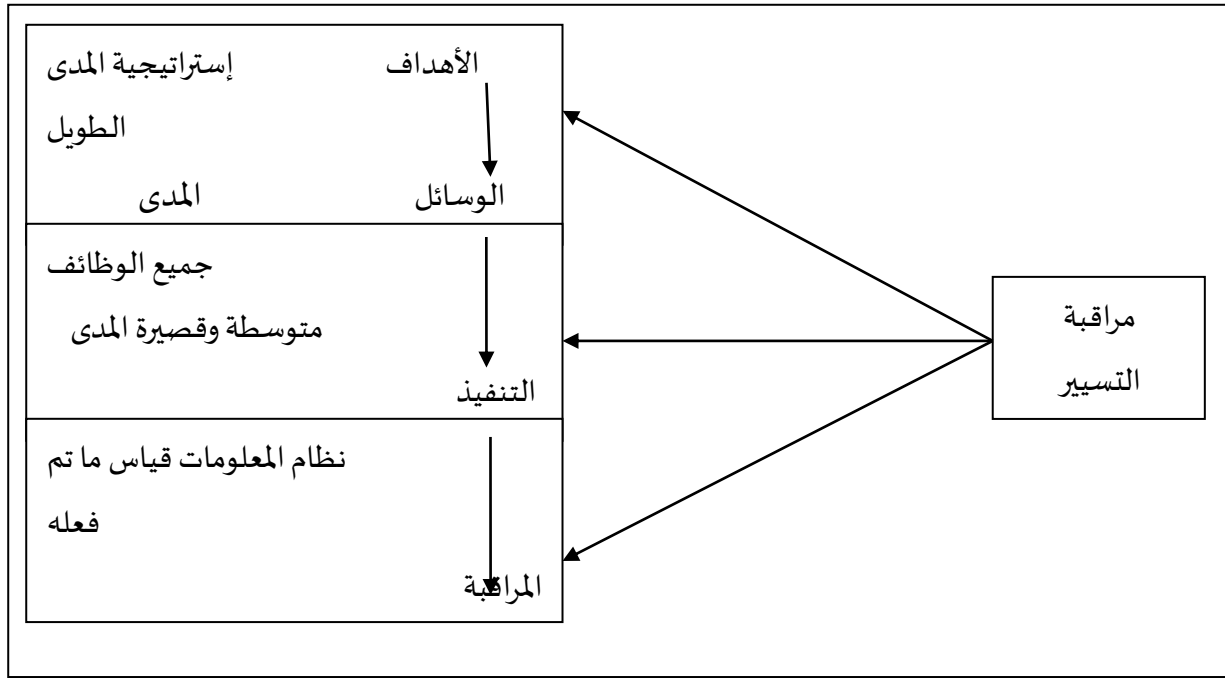 الأهداف إستراتيجية المدى
الطويل
الوسائل المدى
جميع الوظائف
متوسطة وقصيرة المدى
التنفيذ
نظام المعلومات قياس ما تم
فعله
المراقبة
مراقبة
التسيير